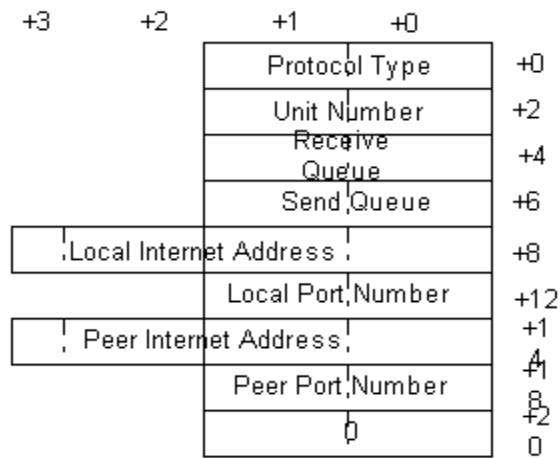 +3 +2 +1 +0
Protocol Type +0
Unit Number +2
Receive
Queue +4
Send Queue +6
Local Internet Address +8
Local Port Number +12
Peer Internet Address +1
4
Peer Port Number +1
8
0 +2
0